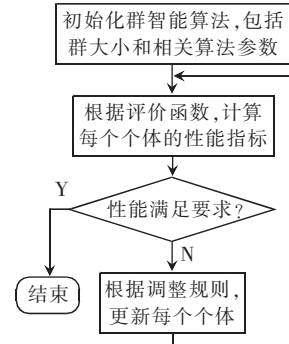 初始化群智能算法，包括
群大小和相关算法参数
根据评价函数，计算
每个个体的性能指标
Y
性能满足要求？
N
结束
根据调整规则，
更新每个个体